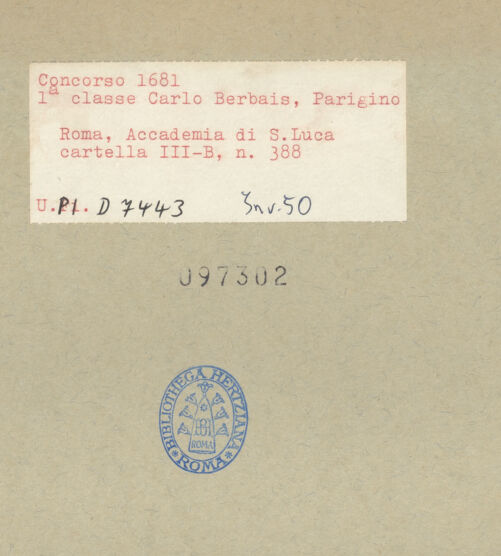 Concorso 1681
1ª classe Carlo Berbais, Parigino
Roma, Accademia di S.Luca
cartella III-B, n. 388
U.Pl. D 7443 Inv.50
097302
BIBLIOTHECA HERTZIANA
ROMA
ROMA